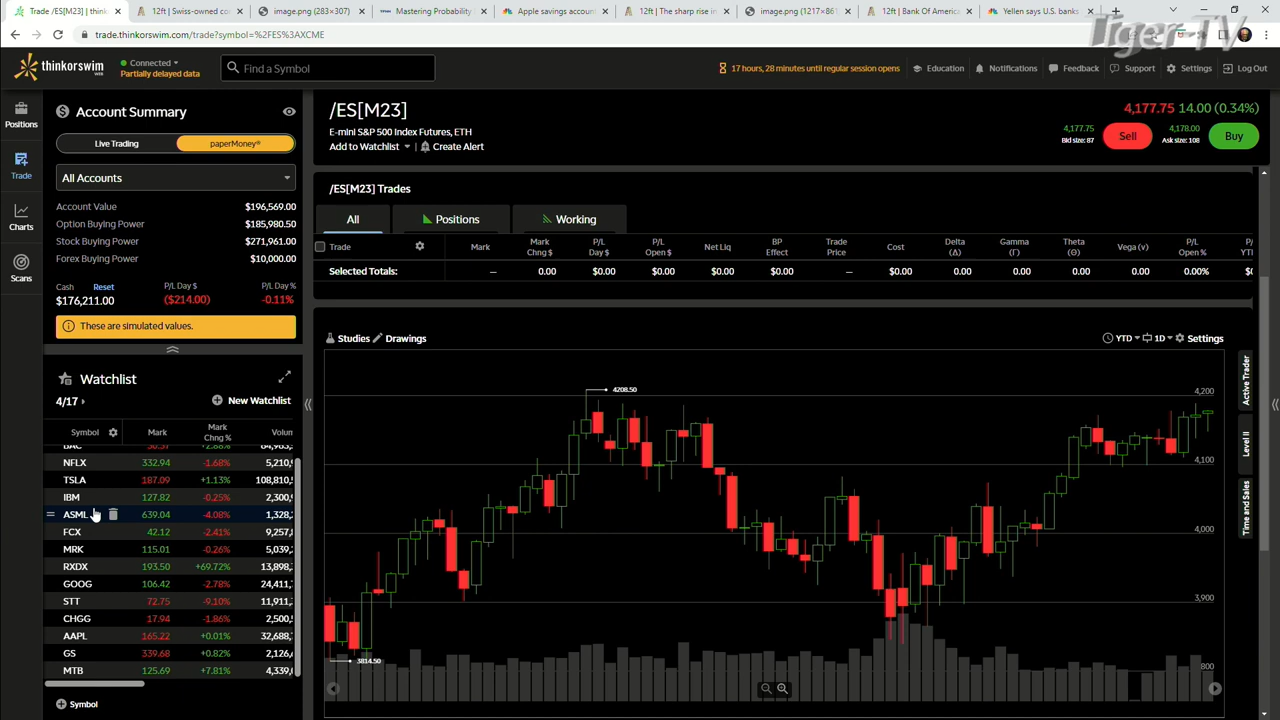 Trade /ES[M23] | think
12ft | Swiss-owned co
image.png (283×307)
Mastering Probability
Apple savings accoun
12ft | The sharp rise i
image.png (1217×861
12ft | Bank Of Americ
Yellen says U.S. banks
trade.thinkorswim.com/trade?symbol=%2FES%3AXCME
Tiger-TV
thinkorswim
WEB
Connected
Partially delayed data
Find a Symbol
17 hours, 28 minutes until regular session opens
Education
Notifications
Feedback
Support
Settings
Log Out
Positions
Trade
Charts
Scans
Account Summary
Live Trading
paperMoney®
All Accounts
Account Value $196,569.00
Option Buying Power $185,980.50
Stock Buying Power $271,961.00
Forex Buying Power $10,000.00
Cash Reset P/L Day $ P/L Day %
$176,211.00 ($214.00) -0.11%
These are simulated values.
Watchlist
4/17
New Watchlist
Symbol Mark Mark Chng % Volum
NFLX 332.94 -1.68% 5,210,
TSLA 187.09 +1.13% 108,810,
IBM 127.82 -0.25% 2,300,
ASML 639.04 -4.08% 1,328,
FCX 42.12 -2.41% 9,257,
MRK 115.01 -0.26% 5,039,
RXDX 193.50 +69.72% 13,898,
GOOG 106.42 -2.78% 24,411,
STT 72.75 -9.10% 11,911,
CHGG 17.94 -1.86% 2,500,
AAPL 165.22 +0.01% 32,688,
GS 339.68 +0.82% 2,126,
MTB 125.69 +7.81% 4,339,
Symbol
/ES[M23]
E-mini S&P 500 Index Futures, ETH
Add to Watchlist | Create Alert
4,177.75 14.00 (0.34%)
4,177.75
Bid size: 87
Sell
4,178.00
Ask size: 108
Buy
/ES[M23] Trades
All
Positions
Working
Trade Mark Mark Chng $ P/L Day $ P/L Open $ Net Liq BP Effect Trade Price Cost Delta (Δ) Gamma (Γ) Theta (Θ) Vega (v) P/L Open % P/L YT
Selected Totals: — 0.00 $0.00 $0.00 $0.00 $0.00 — $0.00 0.00 0.00 0.00 0.00 0.00% $0
Studies
Drawings
YTD
1D
Settings
4208.50
3814.50
4,200
4,100
4,000
3,900
800
Active Trader
Level II
Time and Sales